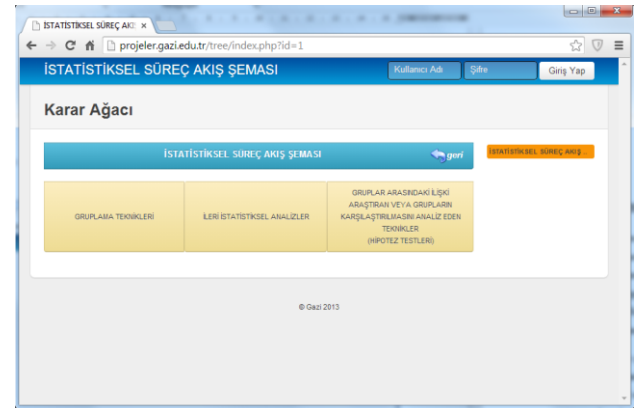 İSTATİSTİKSEL SÜREÇ AKI
projeler.gazi.edu.tr/tree/index.php?id=1
İSTATİSTİKSEL SÜREÇ AKIŞ ŞEMASI
Kullanıcı Adı
Şifre
Giriş Yap
Karar Ağacı
İSTATİSTİKSEL SÜREÇ AKIŞ ŞEMASI
geri
İSTATİSTİKSEL SÜREÇ AKIŞ ...
GRUPLAMA TEKNİKLERİ
İLERİ İSTATİSTİKSEL ANALİZLER
GRUPLAR ARASINDAKİ İLİŞKİ
ARAŞTIRAN VEYA GRUPLARIN
KARŞILAŞTIRILMASINI ANALİZ EDEN
TEKNİKLER
(HİPOTEZ TESTLERİ)
© Gazi 2013